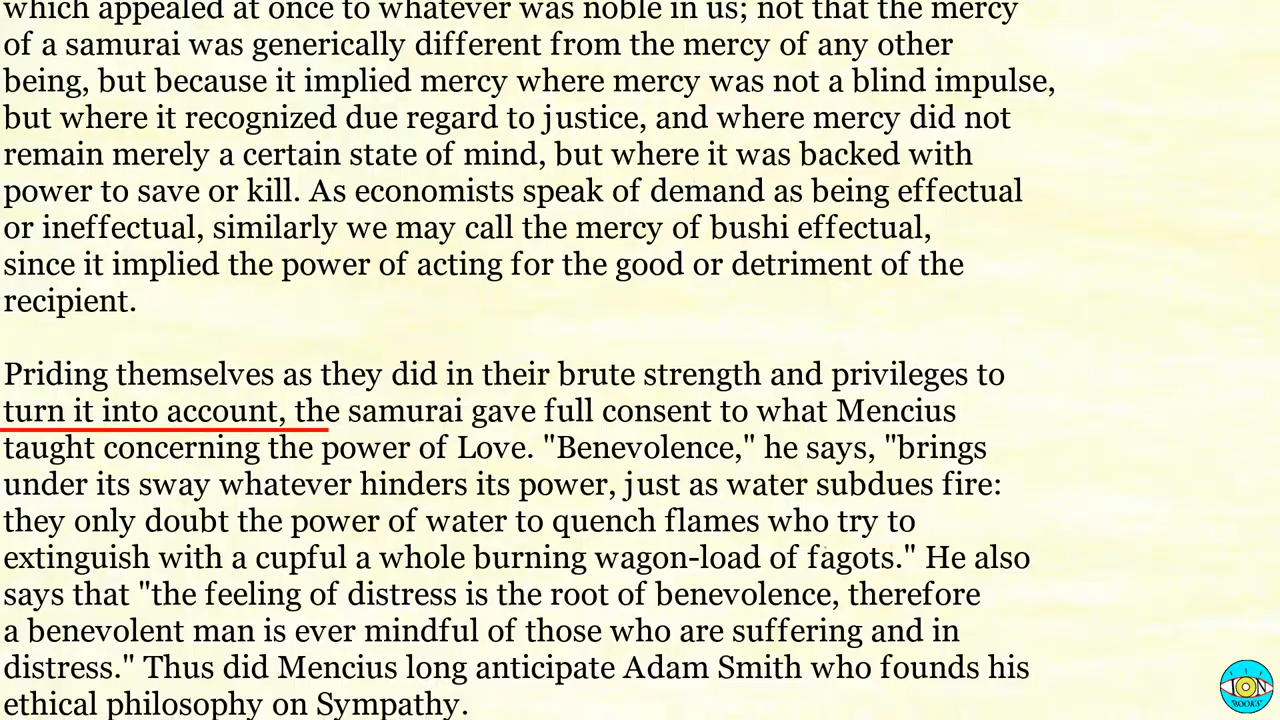 which appealed at once to whatever was noble in us; not that the mercy
of a samurai was generically different from the mercy of any other
being, but because it implied mercy where mercy was not a blind impulse,
but where it recognized due regard to justice, and where mercy did not
remain merely a certain state of mind, but where it was backed with
power to save or kill. As economists speak of demand as being effectual
or ineffectual, similarly we may call the mercy of bushi effectual,
since it implied the power of acting for the good or detriment of the
recipient.
Priding themselves as they did in their brute strength and privileges to
turn it into account, the samurai gave full consent to what Mencius
taught concerning the power of Love. "Benevolence," he says, "brings
under its sway whatever hinders its power, just as water subdues fire:
they only doubt the power of water to quench flames who try to
extinguish with a cupful a whole burning wagon-load of fagots." He also
says that "the feeling of distress is the root of benevolence, therefore
a benevolent man is ever mindful of those who are suffering and in
distress." Thus did Mencius long anticipate Adam Smith who founds his
ethical philosophy on Sympathy.
ION
BOOKS